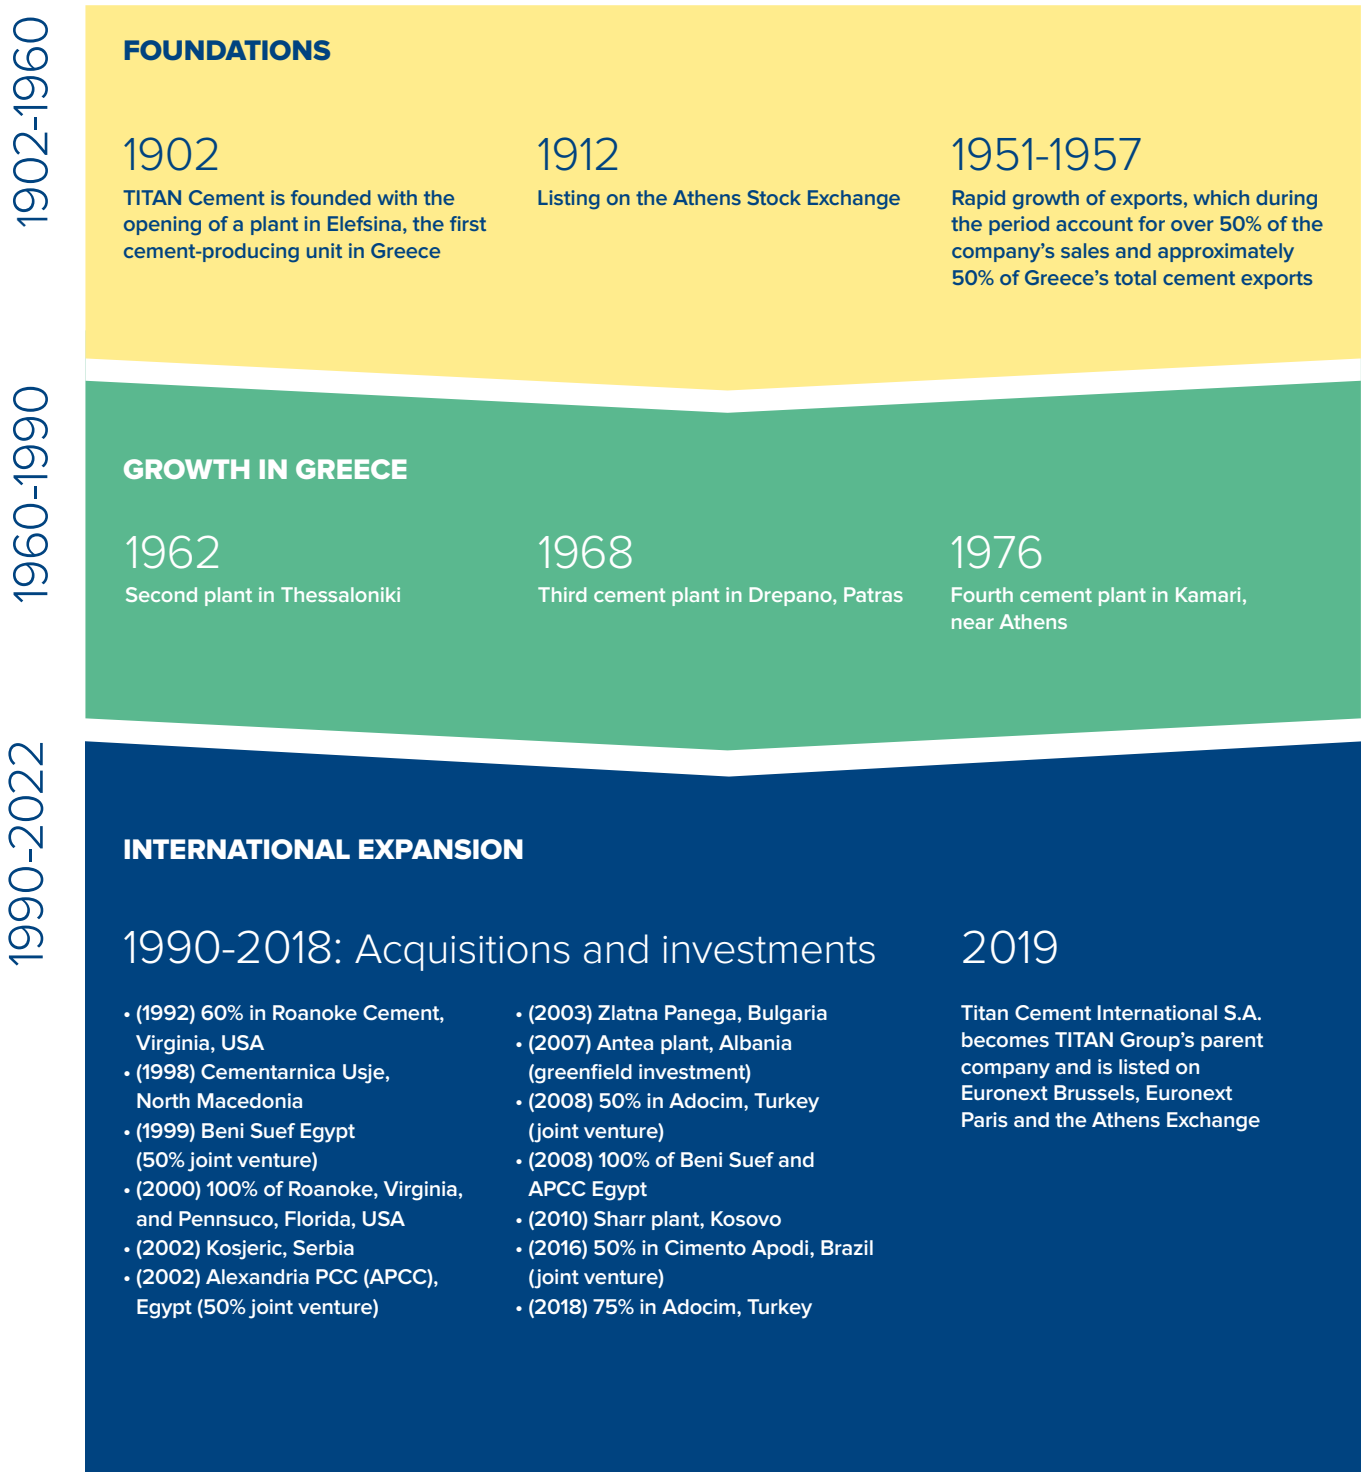 1902-1960
FOUNDATIONS
1902
TITAN Cement is founded with the
opening of a plant in Elefsina, the first
cement-producing unit in Greece
1912
Listing on the Athens Stock Exchange
1951-1957
Rapid growth of exports, which during
the period account for over 50% of the
company’s sales and approximately
50% of Greece’s total cement exports
1960-1990
GROWTH IN GREECE
1962
Second plant in Thessaloniki
1968
Third cement plant in Drepano, Patras
1976
Fourth cement plant in Kamari,
near Athens
1990-2022
INTERNATIONAL EXPANSION
1990-2018: Acquisitions and investments
• (1992) 60% in Roanoke Cement,
Virginia, USA
• (1998) Cementarnica Usje,
North Macedonia
• (1999) Beni Suef Egypt
(50% joint venture)
• (2000) 100% of Roanoke, Virginia,
and Pennsuco, Florida, USA
• (2002) Kosjeric, Serbia
• (2002) Alexandria PCC (APCC),
Egypt (50% joint venture)
• (2003) Zlatna Panega, Bulgaria
• (2007) Antea plant, Albania
(greenfield investment)
• (2008) 50% in Adocim, Turkey
(joint venture)
• (2008) 100% of Beni Suef and
APCC Egypt
• (2010) Sharr plant, Kosovo
• (2016) 50% in Cimento Apodi, Brazil
(joint venture)
• (2018) 75% in Adocim, Turkey
2019
Titan Cement International S.A.
becomes TITAN Group’s parent
company and is listed on
Euronext Brussels, Euronext
Paris and the Athens Exchange